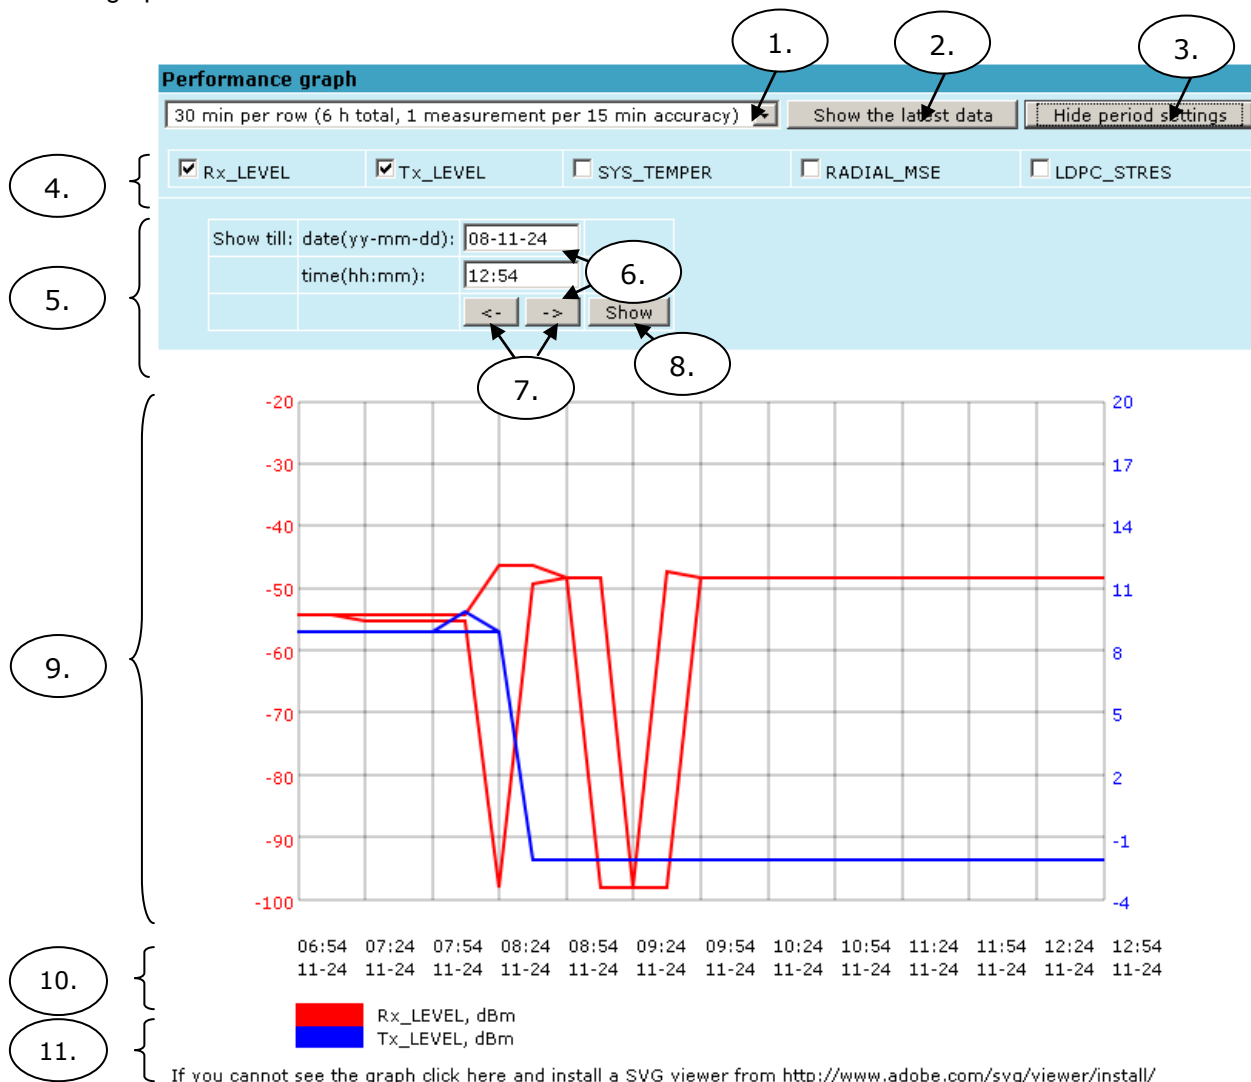 1.
2.
3.
Performance graph
30 min per row (6 h total, 1 measurement per 15 min accuracy)
Show the latest data
Hide period settings
4.
Rx_LEVEL
Tx_LEVEL
SYS_TEMPER
RADIAL_MSE
LDPC_STRES
5.
Show till: date(yy-mm-dd): 08-11-24
time(hh:mm): 12:54
6.
<- -> Show
7.
8.
9.
-20
-30
-40
-50
-60
-70
-80
-90
-100
20
17
14
11
8
5
2
-1
-4
10.
06:54 07:24 07:54 08:24 08:54 09:24 09:54 10:24 10:54 11:24 11:54 12:24 12:54
11-24 11-24 11-24 11-24 11-24 11-24 11-24 11-24 11-24 11-24 11-24 11-24 11-24
11.
Rx_LEVEL, dBm
Tx_LEVEL, dBm
If you cannot see the graph click here and install a SVG viewer from http://www.adobe.com/svg/viewer/install/